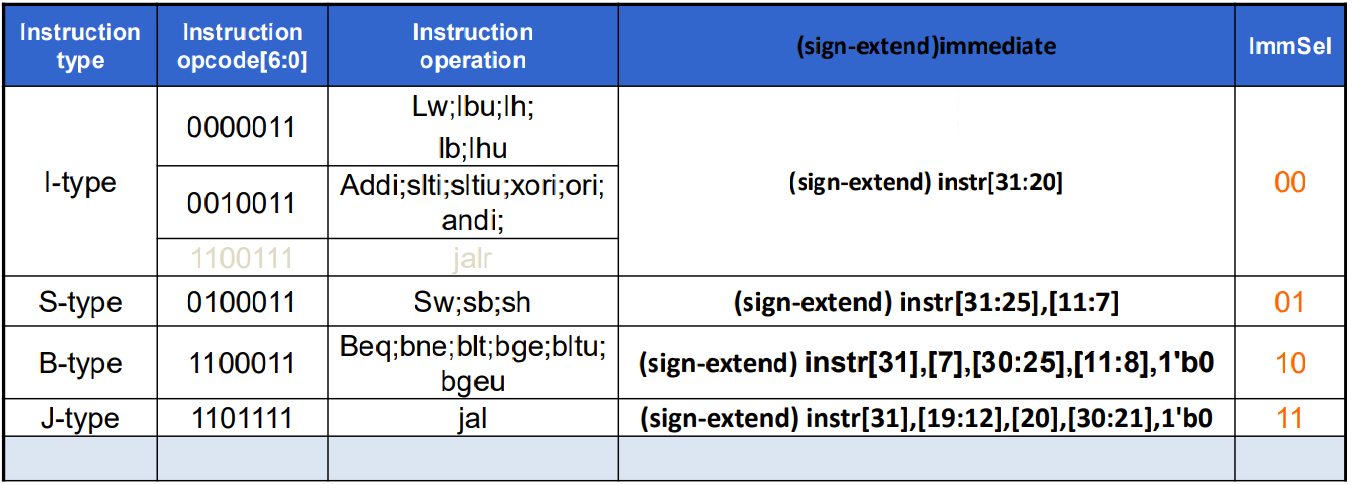 Instruction type
Instruction opcode[6:0]
Instruction operation
(sign-extend)immediate
ImmSel
I-type
0000011
Lw;lbu;lh;
lb;lhu
(sign-extend) instr[31:20]
00
0010011
Addi;slti;sltiu;xori;ori;
andi;
1100111
jalr
S-type
0100011
Sw;sb;sh
(sign-extend) instr[31:25],[11:7]
01
B-type
1100011
Beq;bne;blt;bge;bltu;
bgeu
(sign-extend) instr[31],[7],[30:25],[11:8],1'b0
10
J-type
1101111
jal
(sign-extend) instr[31],[19:12],[20],[30:21],1'b0
11